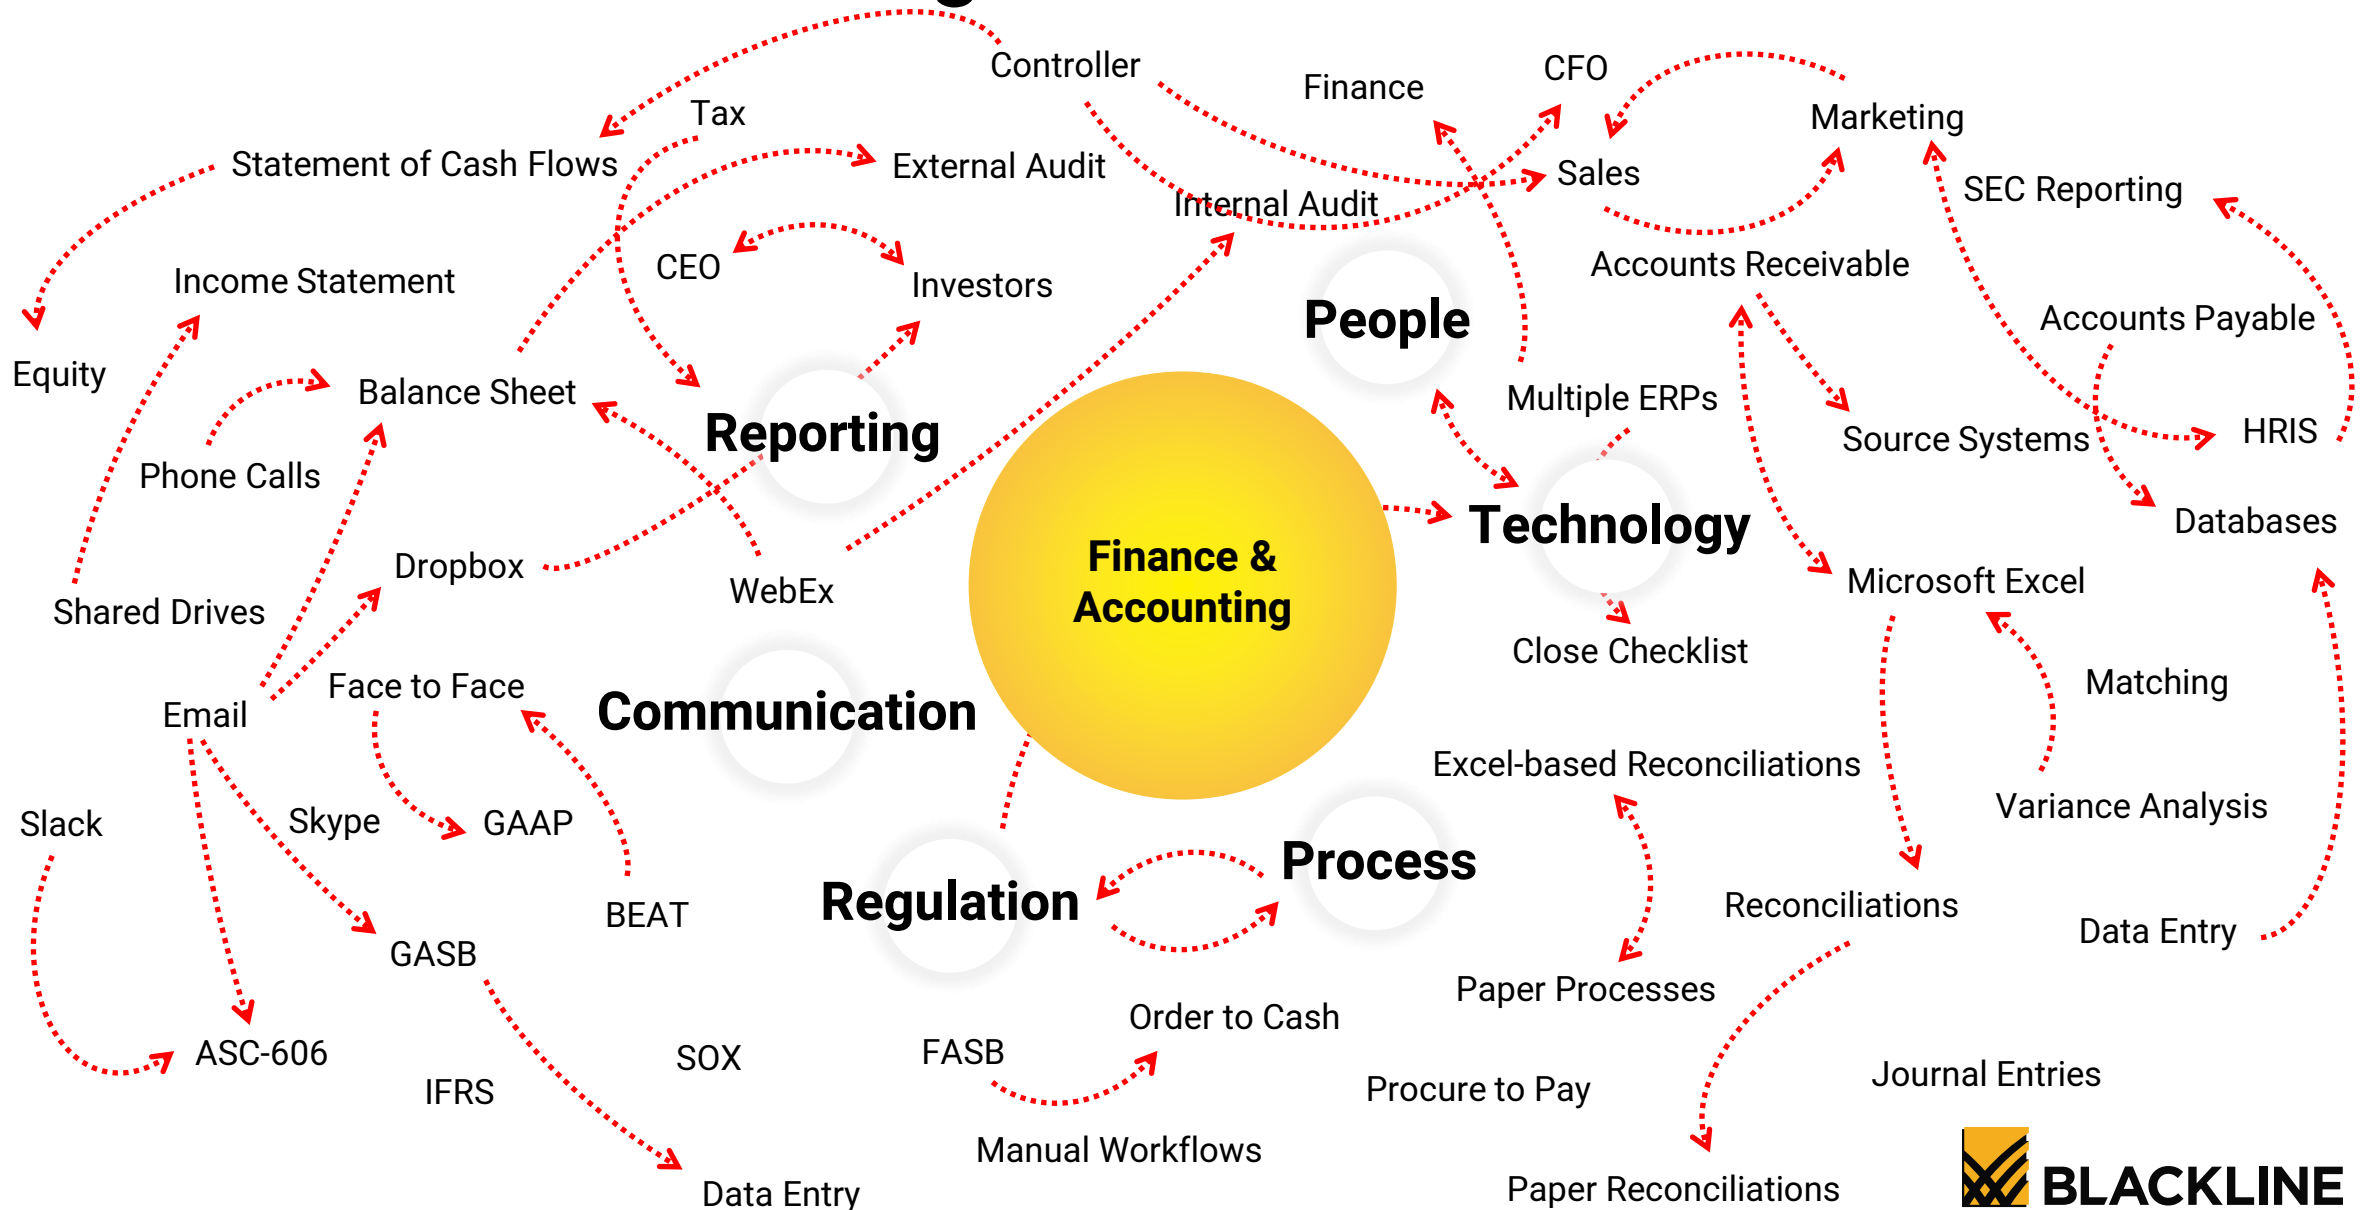 Controller
Finance
CFO
Tax
Marketing
Statement of Cash Flows
External Audit
Sales
SEC Reporting
Internal Audit
CEO
Investors
Accounts Receivable
Income Statement
People
Accounts Payable
Equity
Balance Sheet
Multiple ERPs
Reporting
Source Systems
HRIS
Phone Calls
Technology
Databases
Dropbox
WebEx
Finance &
Accounting
Microsoft Excel
Shared Drives
Close Checklist
Face to Face
Matching
Email
Communication
Excel-based Reconciliations
Slack
Skype
GAAP
Variance Analysis
Process
BEAT
Regulation
Reconciliations
Data Entry
GASB
Paper Processes
Order to Cash
ASC-606
SOX
FASB
IFRS
Procure to Pay
Journal Entries
Manual Workflows
Data Entry
Paper Reconciliations
BLACKLINE